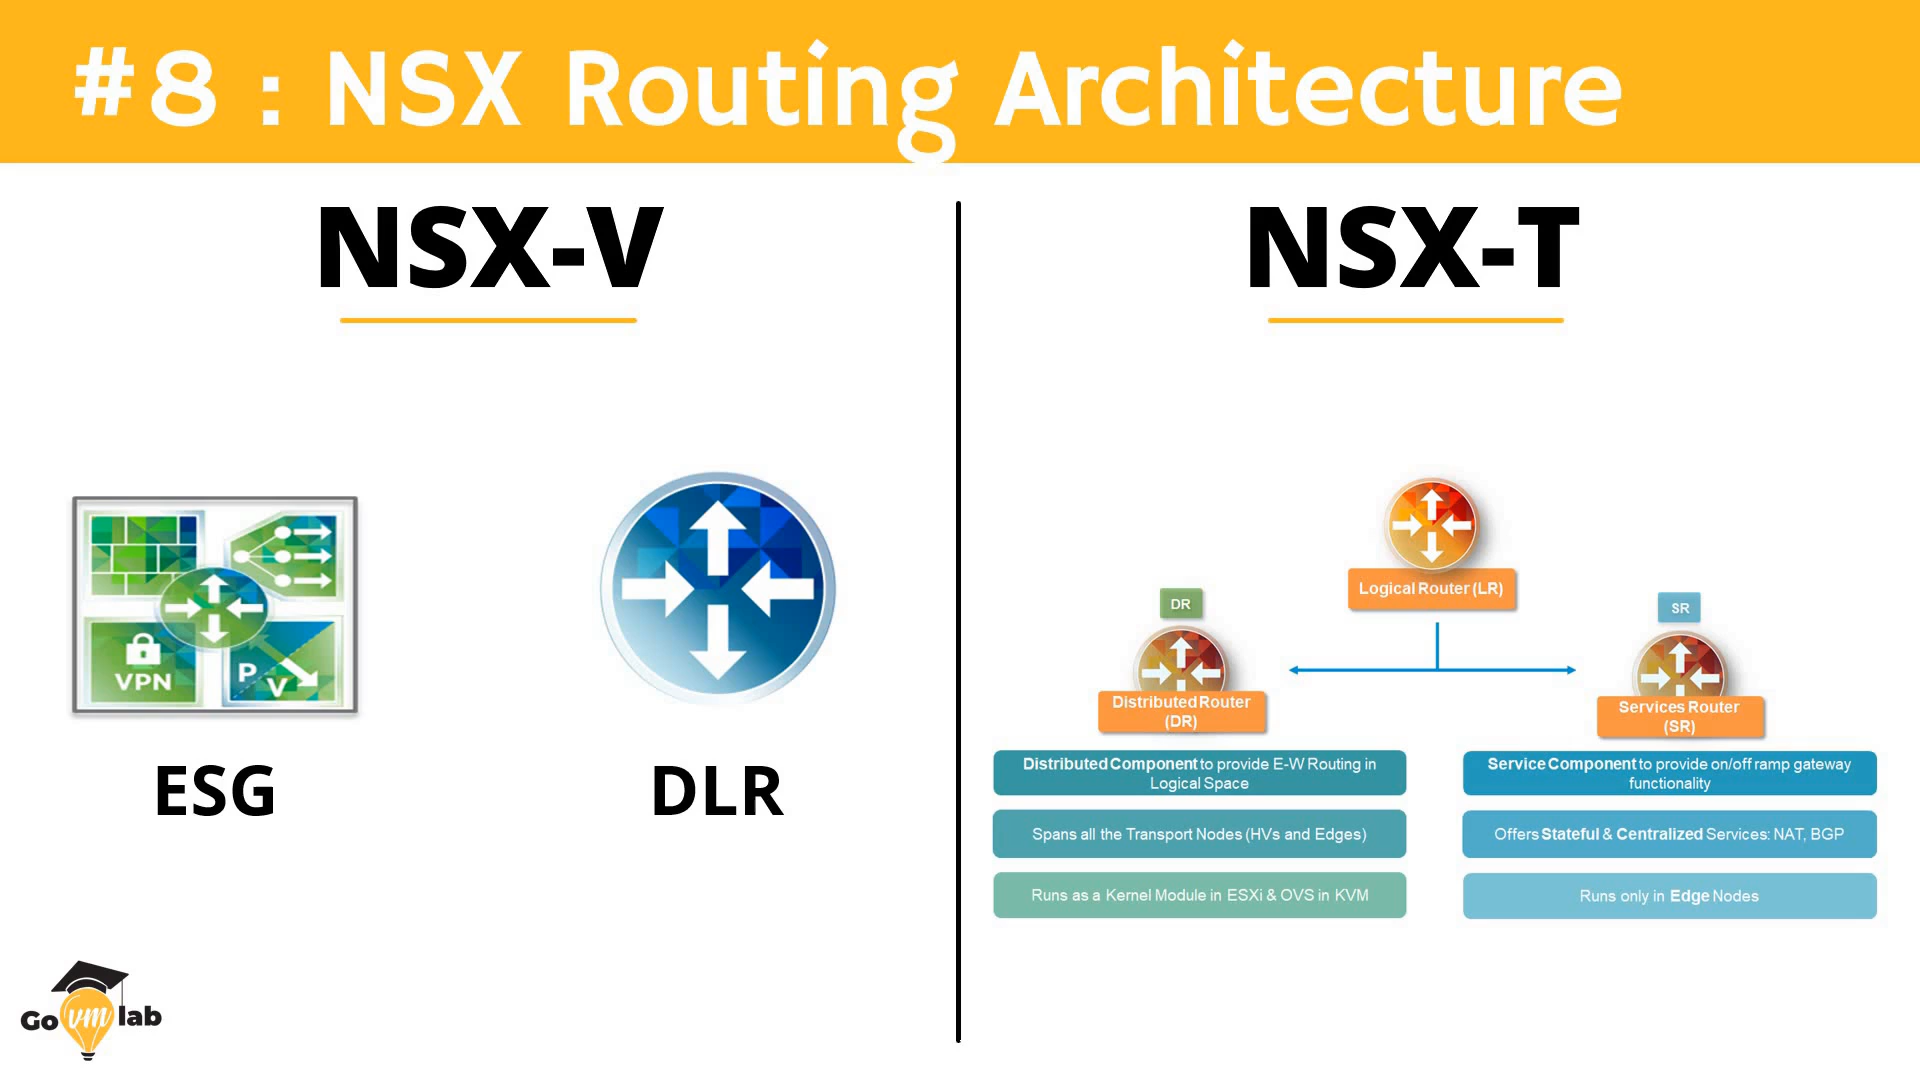 #8 : NSX Routing Architecture
NSX-V
NSX-T
VPN
P
V
ESG
DLR
Logical Router (LR)
DR
SR
Distributed Router
(DR)
Services Router
(SR)
Distributed Component to provide E-W Routing in
Logical Space
Spans all the Transport Nodes (HVs and Edges)
Runs as a Kernel Module in ESXi & OVS in KVM
Service Component to provide on/off ramp gateway
functionality
Offers Stateful & Centralized Services: NAT, BGP
Runs only in Edge Nodes
Go vm lab